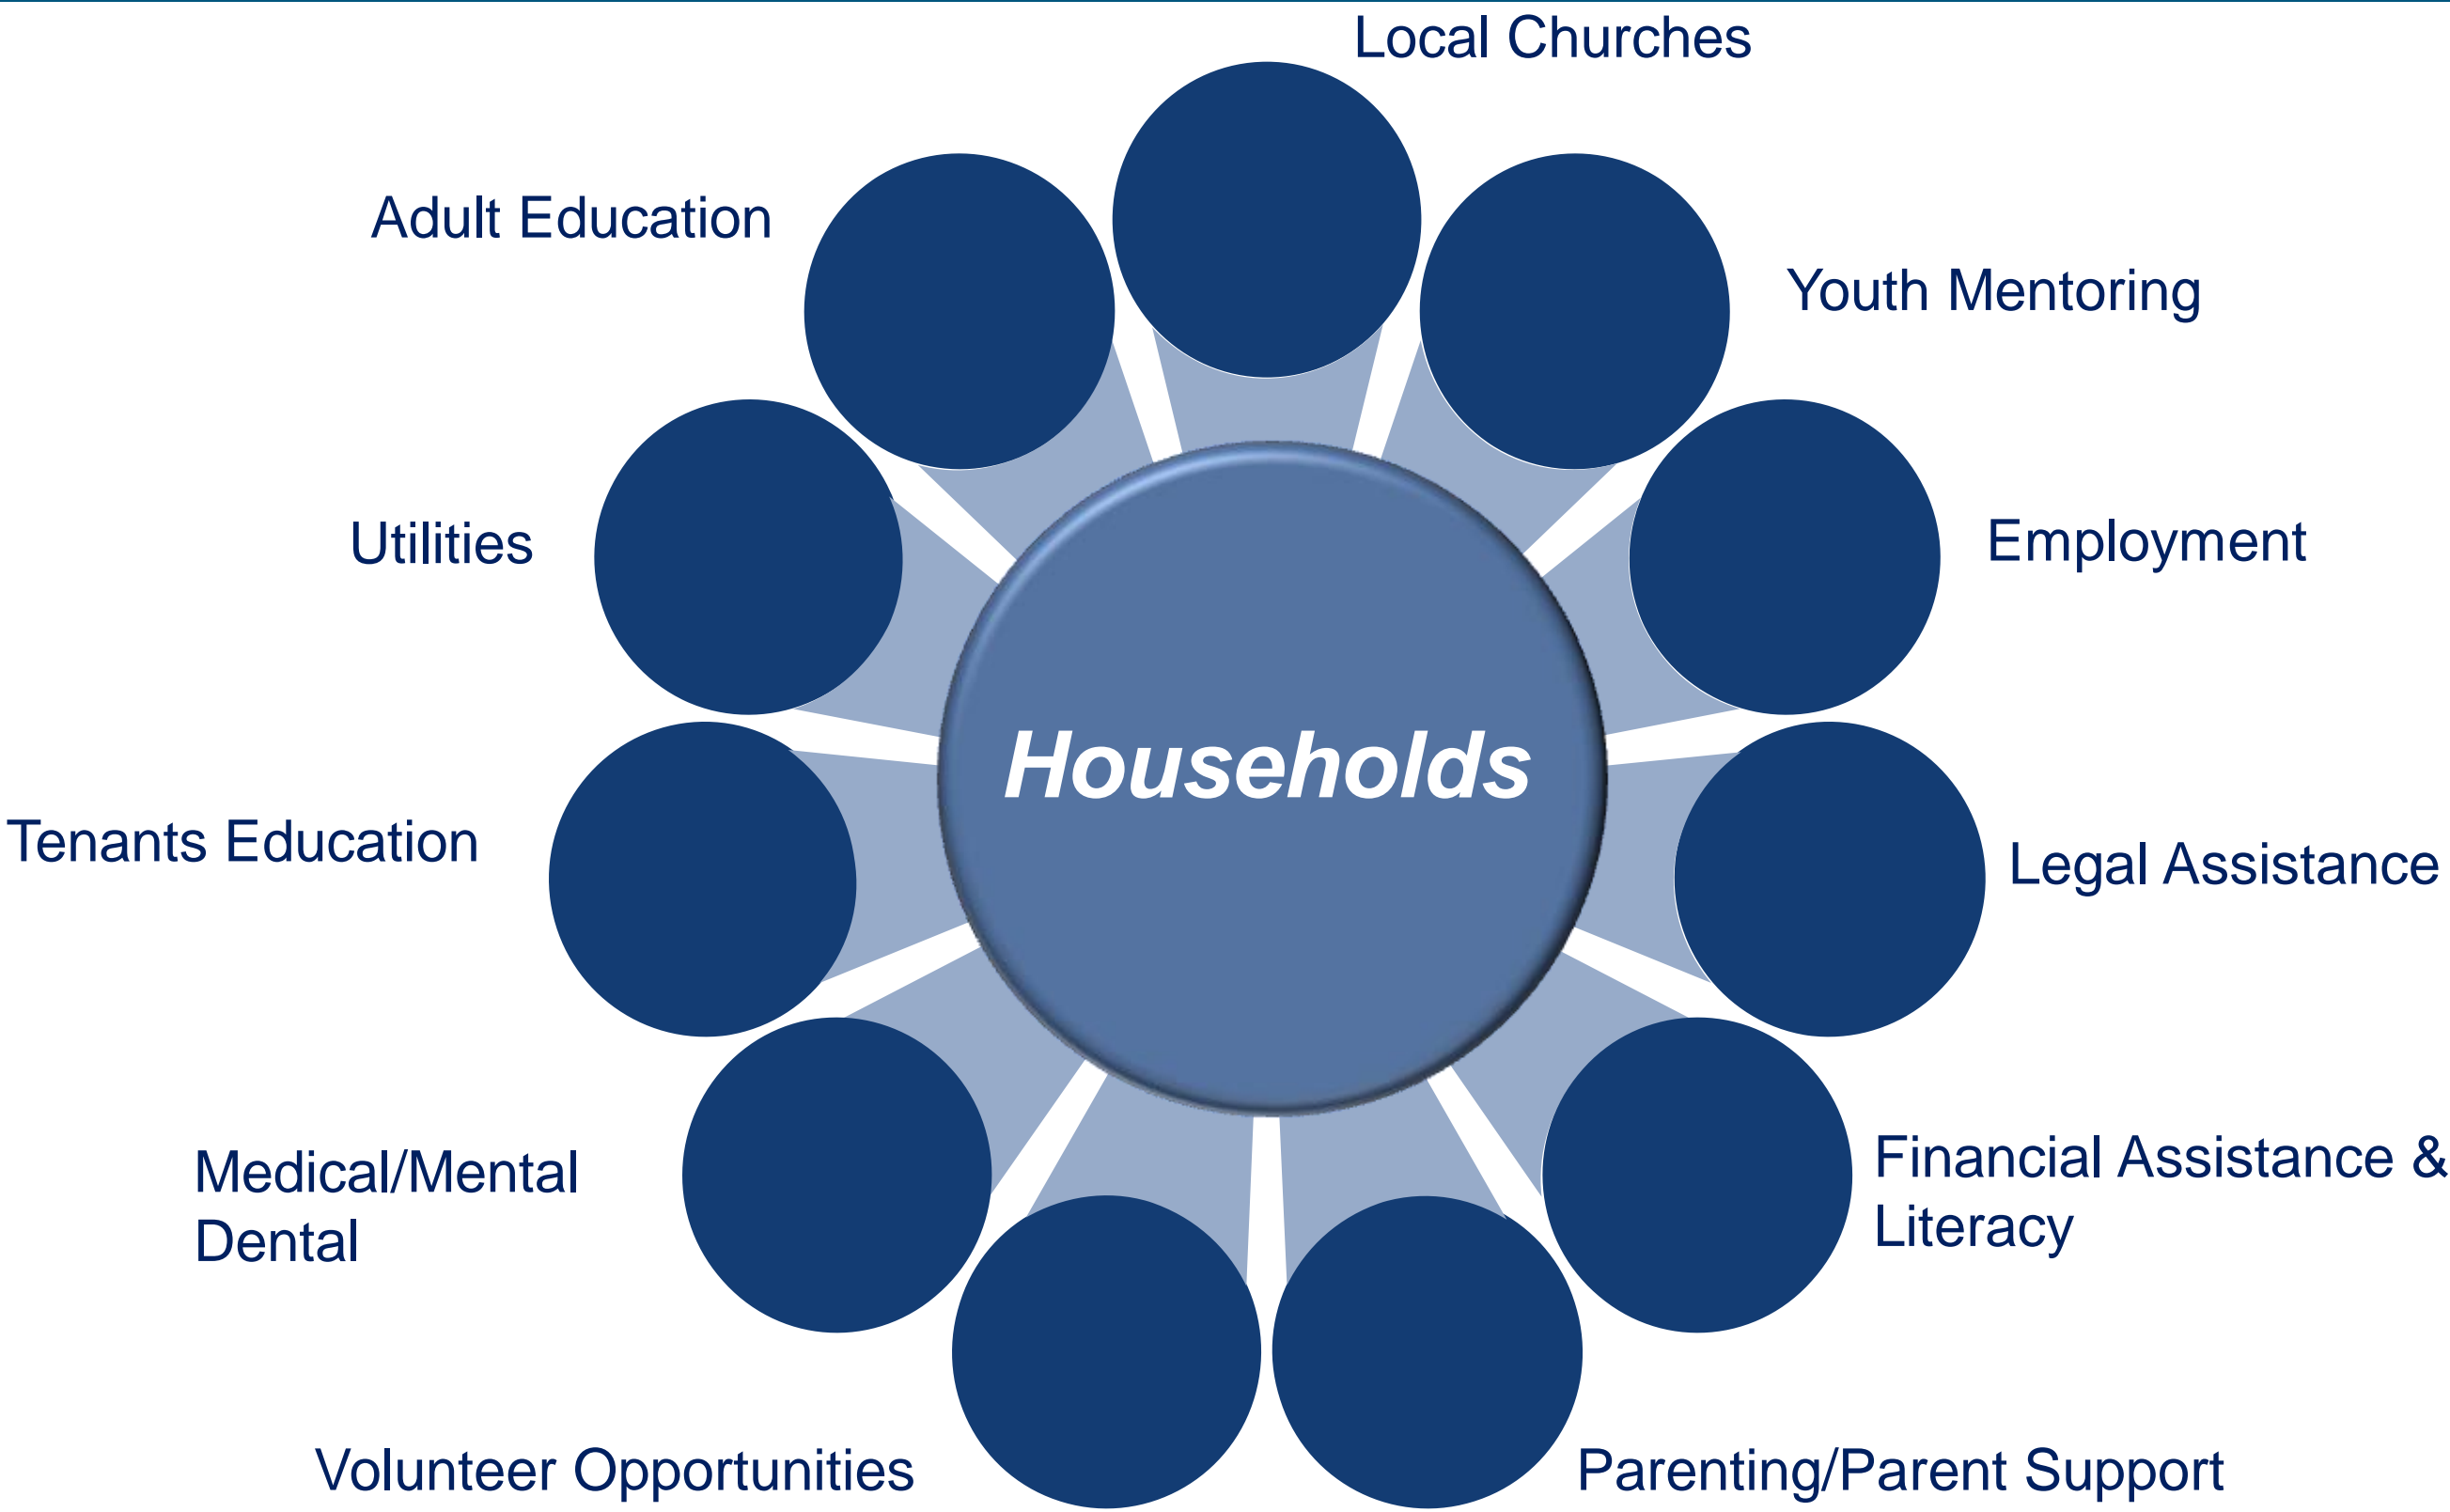 Local Churches
Adult Education
Youth Mentoring
Utilities
Employment
Households
Tenants Education
Legal Assistance
Medical/Mental
Dental
Financial Assistance &
Literacy
Volunteer Opportunities
Parenting/Parent Support